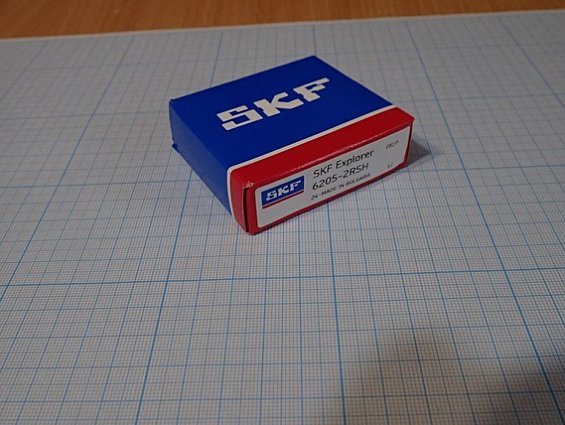 SKF
SKF
SKF Explorer
6205-2RSH
MADE IN BULGARIA